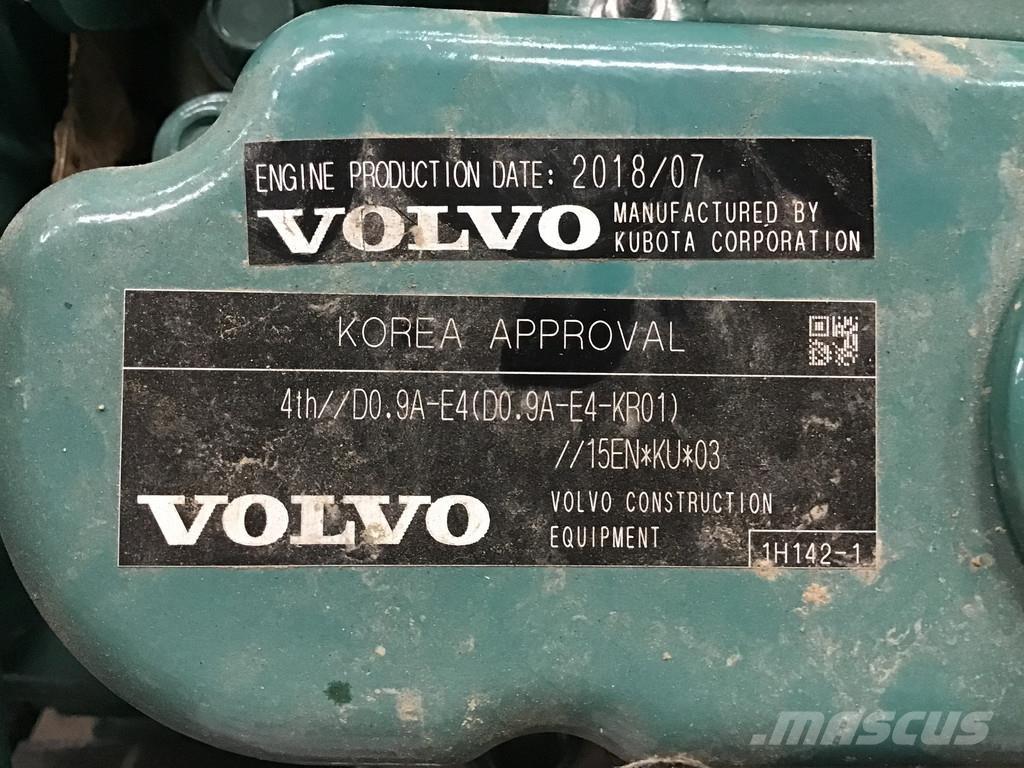 ENGINE PRODUCTION DATE: 2018/07
VOLVO MANUFACTURED BY
KUBOTA CORPORATION
KOREA APPROVAL
4th//D0.9A-E4(D0.9A-E4-KR01)
//15EN*KU*03
VOLVO VOLVO CONSTRUCTION
EQUIPMENT
1H142-1
.MASCUS